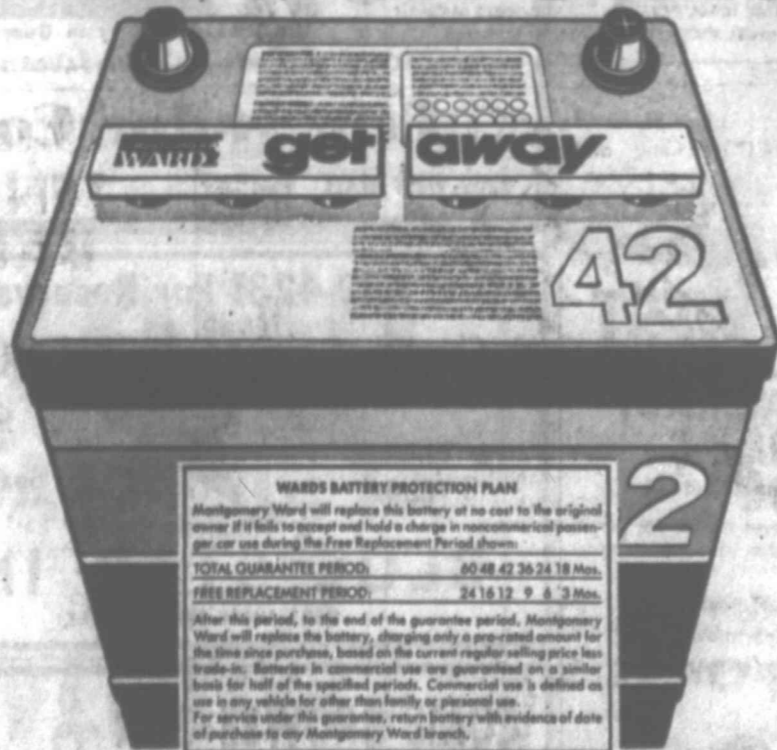 WARD
get away
42
2
WARDS BATTERY PROTECTION PLAN
Montgomery Ward will replace this battery at no cost to the original
owner if it fails to accept and hold a charge in noncommerical passen-
ger car use during the Free Replacement Period shown:
TOTAL GUARANTEE PERIOD: 60 48 42 36 24 18 Mos.
FREE REPLACEMENT PERIOD: 24 16 12 9 6 3 Mos.
After this period, to the end of the guarantee period, Montgomery
Ward will replace the battery, charging only a pro-rated amount for
the time since purchase, based on the current regular selling price less
trade-in. Batteries in commercial use are guaranteed on a similar
basis for half of the specified periods. Commercial use is defined as
use in any vehicle for other than family or personal use.
For service under this guarantee, return battery with evidence of date
of purchase to any Montgomery Ward branch.